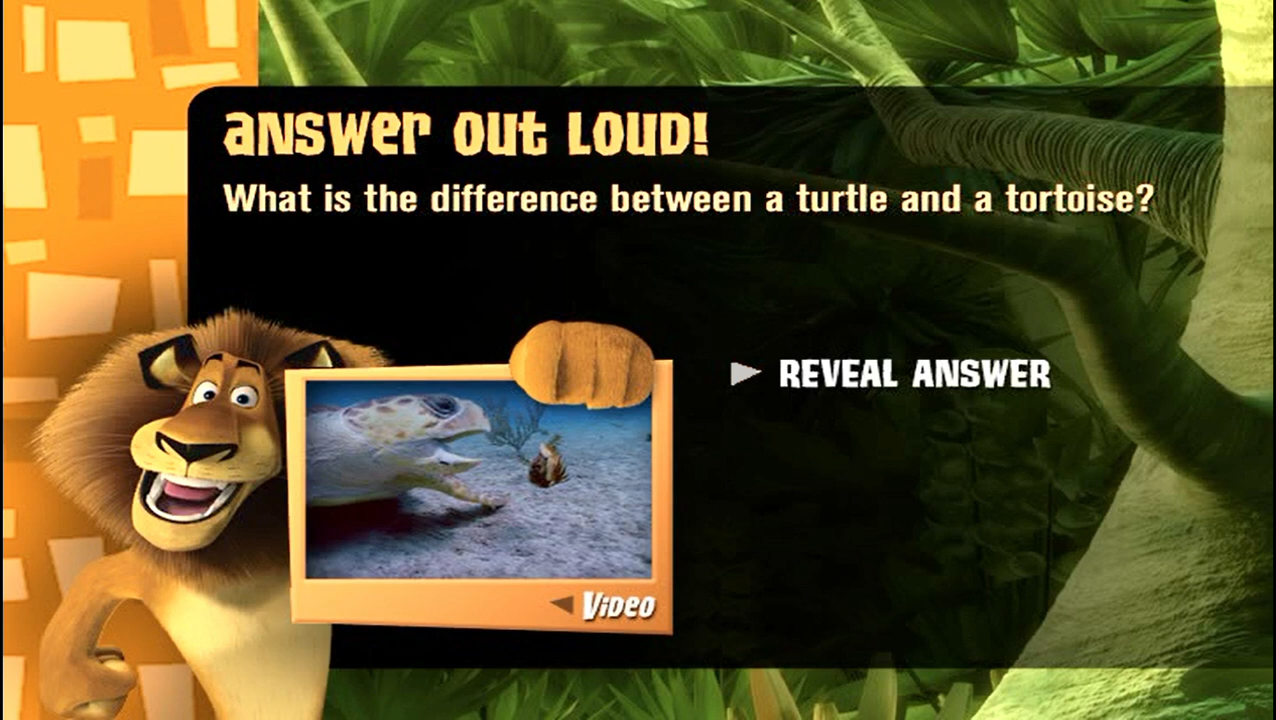 ANSWER OUT LOUD!
What is the difference between a turtle and a tortoise?
REVEAL ANSWER
VIDEO